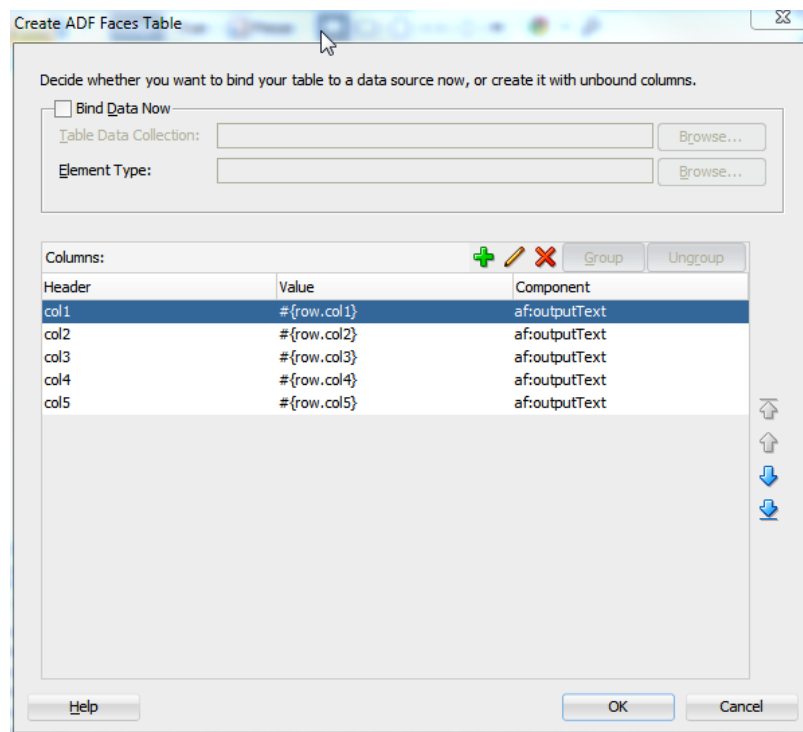 Create ADF Faces Table
Decide whether you want to bind your table to a data source now, or create it with unbound columns.
Bind Data Now
Table Data Collection: Browse...
Element Type: Browse...
Columns: Group Ungroup
Header Value Component
col1 #{row.col1} af:outputText
col2 #{row.col2} af:outputText
col3 #{row.col3} af:outputText
col4 #{row.col4} af:outputText
col5 #{row.col5} af:outputText
Help OK Cancel